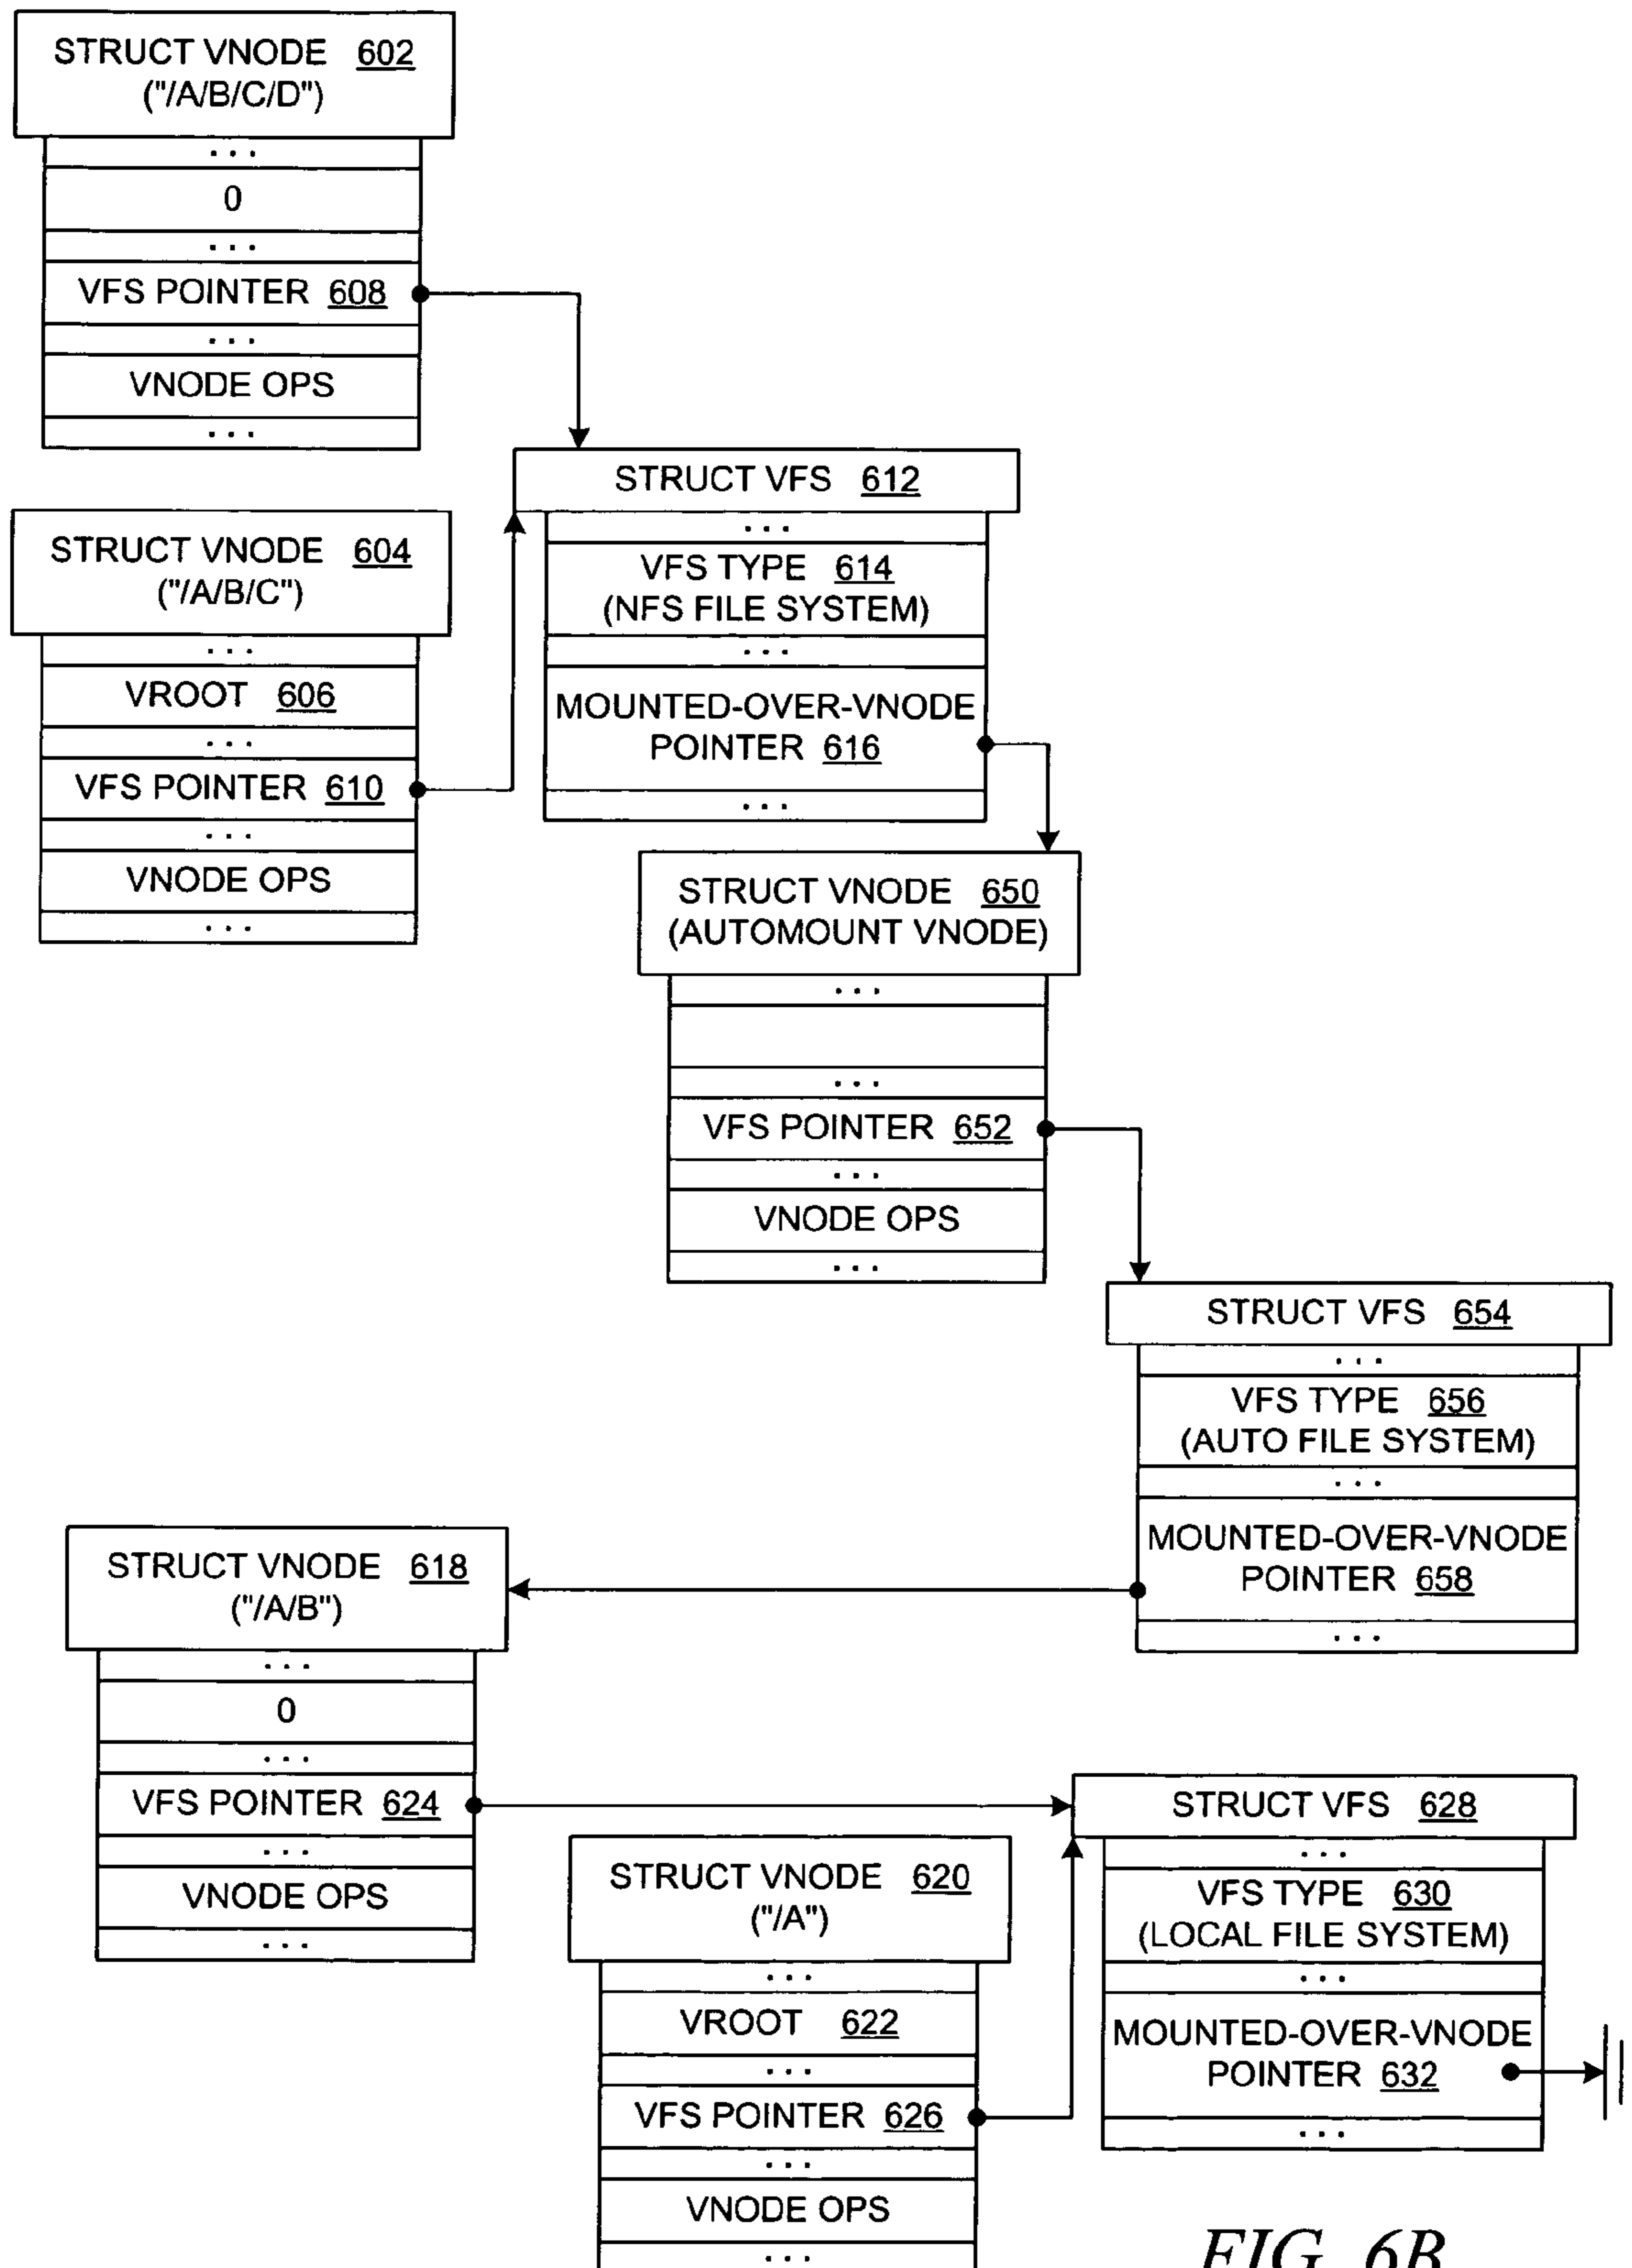 STRUCT VNODE 602
("/A/B/C/D")
...
0
...
VFS POINTER 608
...
VNODE OPS
...
STRUCT VNODE 604
("/A/B/C")
...
VROOT 606
...
VFS POINTER 610
...
VNODE OPS
...
STRUCT VFS 612
...
VFS TYPE 614
(NFS FILE SYSTEM)
...
MOUNTED-OVER-VNODE
POINTER 616
...
STRUCT VNODE 650
(AUTOMOUNT VNODE)
...
...
VFS POINTER 652
...
VNODE OPS
...
STRUCT VFS 654
...
VFS TYPE 656
(AUTO FILE SYSTEM)
...
MOUNTED-OVER-VNODE
POINTER 658
...
STRUCT VNODE 618
("/A/B")
...
0
...
VFS POINTER 624
...
VNODE OPS
...
STRUCT VNODE 620
("/A")
...
VROOT 622
...
VFS POINTER 626
...
VNODE OPS
...
STRUCT VFS 628
...
VFS TYPE 630
(LOCAL FILE SYSTEM)
...
MOUNTED-OVER-VNODE
POINTER 632
...
FIG. 6B